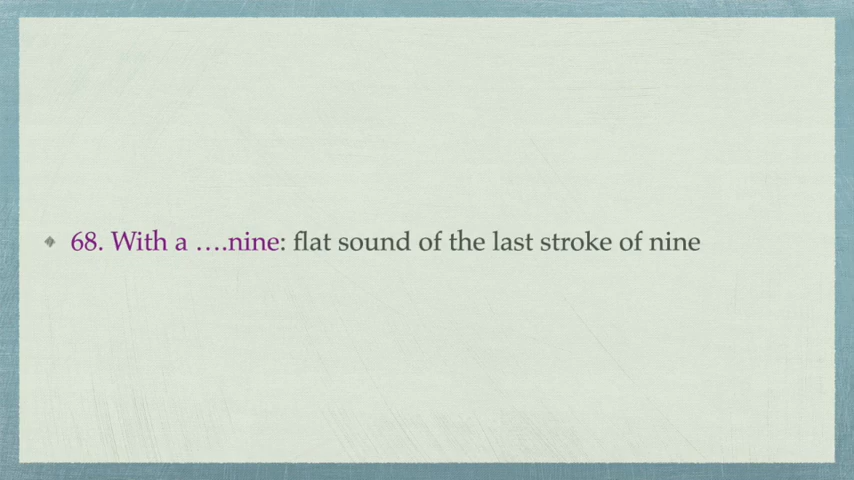 68. With a ….nine: flat sound of the last stroke of nine